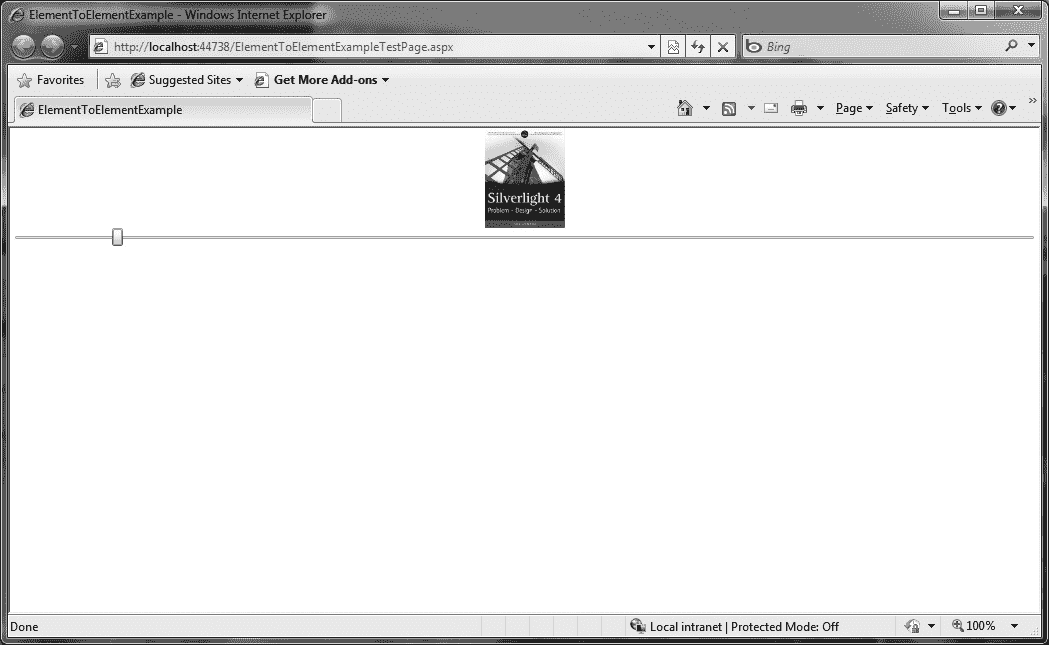 ElementToElementExample - Windows Internet Explorer
http://localhost:44738/ElementToElementExampleTestPage.aspx
Bing
Favorites
Suggested Sites
Get More Add-ons
ElementToElementExample
Page
Safety
Tools
»
Silverlight 4
Problem - Design - Solution
Done
Local intranet | Protected Mode: Off
100%